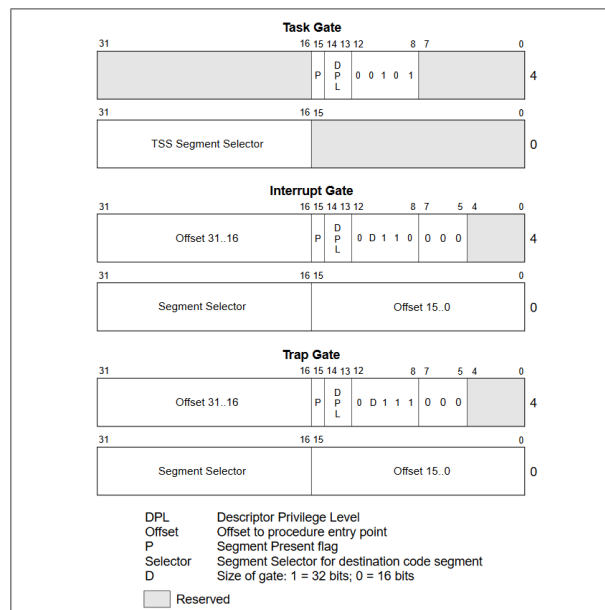 Task Gate
31 16 15 14 13 12 8 7 0
P D P L 0 0 1 0 1 4
31 16 15 0
TSS Segment Selector 0
Interrupt Gate
31 16 15 14 13 12 8 7 5 4 0
Offset 31..16 P D P L 0 D 1 1 0 0 0 0 4
31 16 15 0
Segment Selector Offset 15..0 0
Trap Gate
31 16 15 14 13 12 8 7 5 4 0
Offset 31..16 P D P L 0 D 1 1 1 0 0 0 4
31 16 15 0
Segment Selector Offset 15..0 0
DPL Descriptor Privilege Level
Offset Offset to procedure entry point
P Segment Present flag
Selector Segment Selector for destination code segment
D Size of gate: 1 = 32 bits; 0 = 16 bits
Reserved